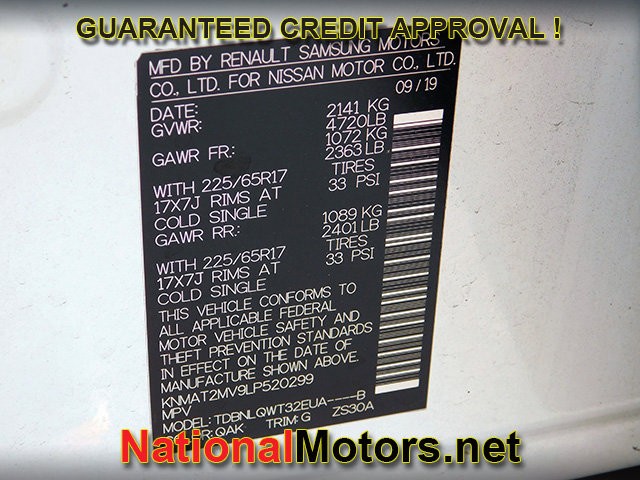 GUARANTEED CREDIT APPROVAL !
MFD BY RENAULT SAMSUNG MOTORS
CO., LTD. FOR NISSAN MOTOR CO., LTD.
DATE: 09/19
GVWR: 2141 KG
4720LB
GAWR FR: 1072 KG
2363 LB
WITH 225/65R17 TIRES
17X7J RIMS AT 33 PSI
COLD SINGLE
GAWR RR: 1089 KG
2401 LB
WITH 225/65R17 TIRES
17X7J RIMS AT 33 PSI
COLD SINGLE
THIS VEHICLE CONFORMS TO
ALL APPLICABLE FEDERAL
MOTOR VEHICLE SAFETY AND
THEFT PREVENTION STANDARDS
IN EFFECT ON THE DATE OF
MANUFACTURE SHOWN ABOVE.
KNMAT2MV9LP520299
MPV
MODEL: TDBNLQWT32EUA----B
QAK TRIM: G ZS30A
NationalMotors.net